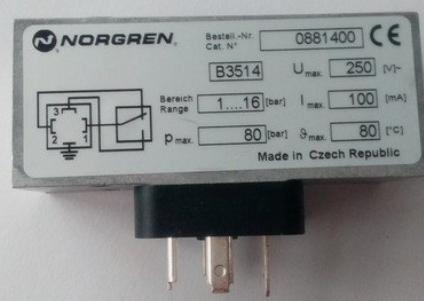 NORGREN.
Bestell.-Nr. 0881400 CE
Cat. N°
B3514 Umax. 250 [V]~
Bereich
Range 1....16 [bar] Imax. 100 [mA]
pmax. 80 [bar] ϑmax. 80 [°C]
3
2 1
Made in Czech Republic